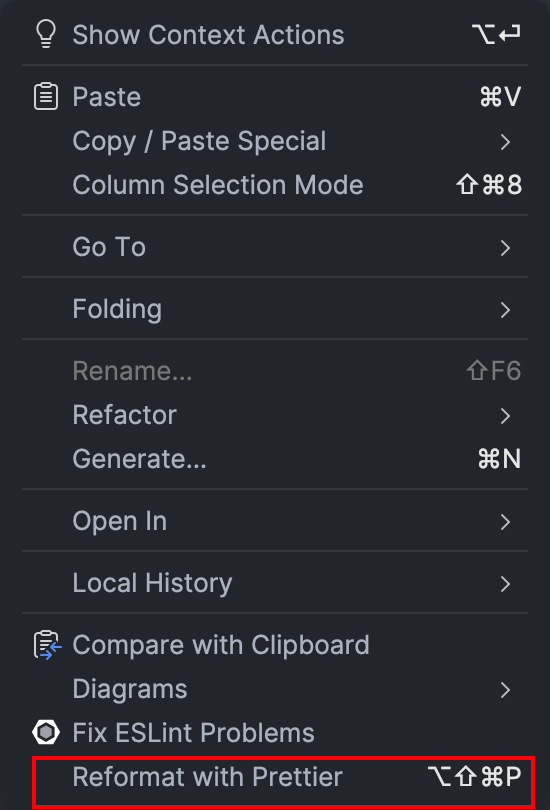 Show Context Actions ⌥⏎
Paste ⌘V
Copy / Paste Special
Column Selection Mode ⇧⌘8
Go To
Folding
Rename... ⇧F6
Refactor
Generate... ⌘N
Open In
Local History
Compare with Clipboard
Diagrams
Fix ESLint Problems
Reformat with Prettier ⌥⇧⌘P